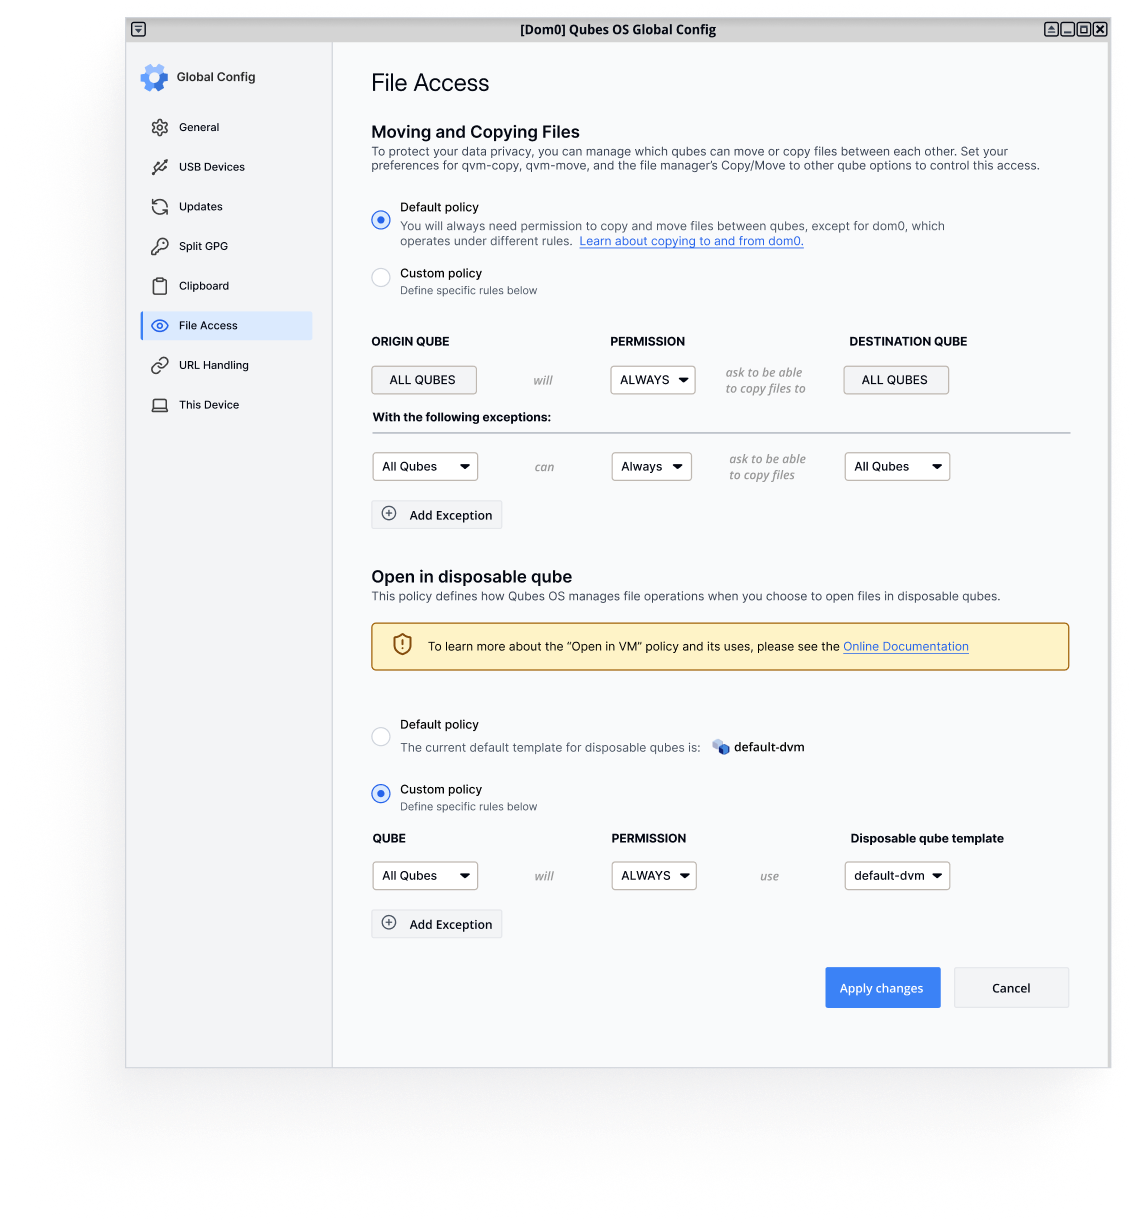 [Dom0] Qubes OS Global Config
Global Config
General
USB Devices
Updates
Split GPG
Clipboard
File Access
URL Handling
This Device
File Access
Moving and Copying Files
To protect your data privacy, you can manage which qubes can move or copy files between each other. Set your
preferences for qvm-copy, qvm-move, and the file manager's Copy/Move to other qube options to control this access.
Default policy
You will always need permission to copy and move files between qubes, except for dom0, which
operates under different rules. Learn about copying to and from dom0.
Custom policy
Define specific rules below
ORIGIN QUBE PERMISSION DESTINATION QUBE
ALL QUBES will ALWAYS ask to be able ALL QUBES
to copy files to
With the following exceptions:
All Qubes can Always ask to be able All Qubes
to copy files
Add Exception
Open in disposable qube
This policy defines how Qubes OS manages file operations when you choose to open files in disposable qubes.
To learn more about the “Open in VM” policy and its uses, please see the Online Documentation
Default policy
The current default template for disposable qubes is: default-dvm
Custom policy
Define specific rules below
QUBE PERMISSION Disposable qube template
All Qubes will ALWAYS use default-dvm
Add Exception
Apply changes Cancel